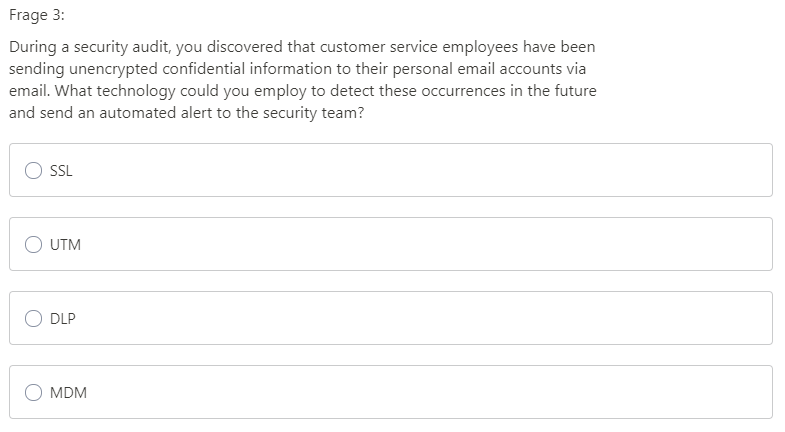 Frage 3:
During a security audit, you discovered that customer service employees have been
sending unencrypted confidential information to their personal email accounts via
email. What technology could you employ to detect these occurrences in the future
and send an automated alert to the security team?
SSL
UTM
DLP
MDM